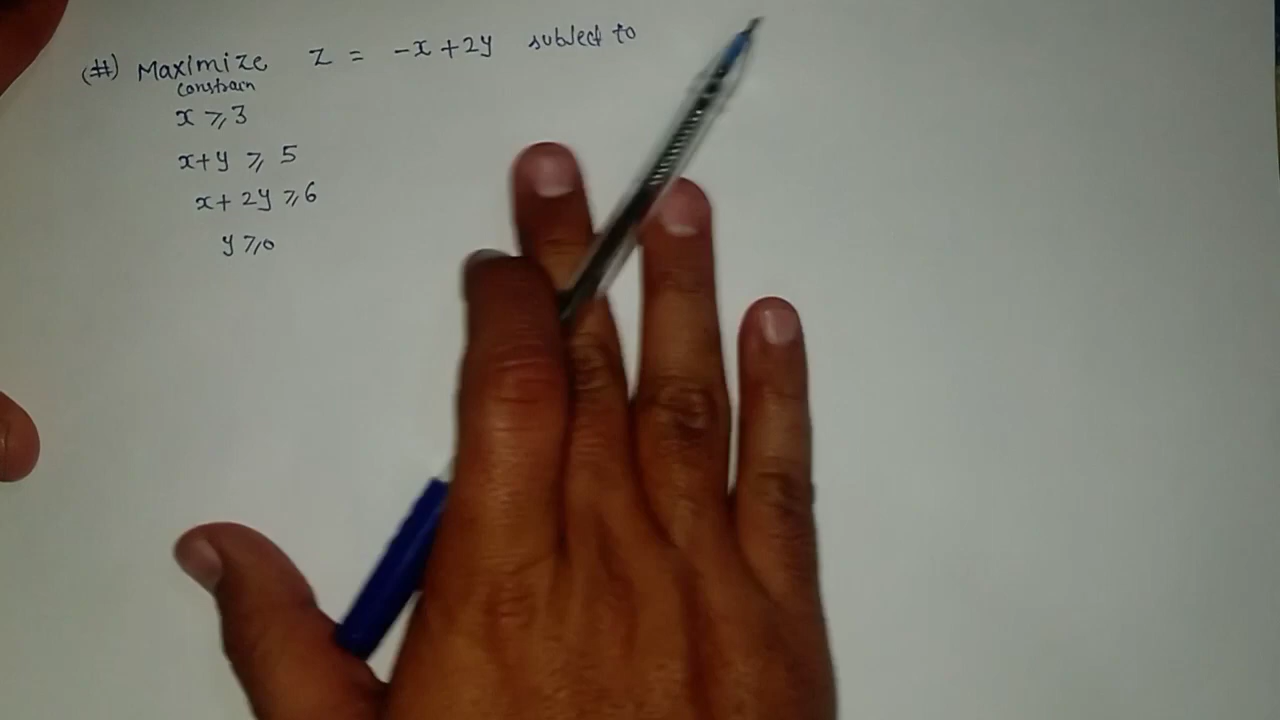 (#) Maximize z = -x + 2y subject to
constrain
x ⩾ 3
x + y ⩾ 5
x + 2y ⩾ 6
y ⩾ 0